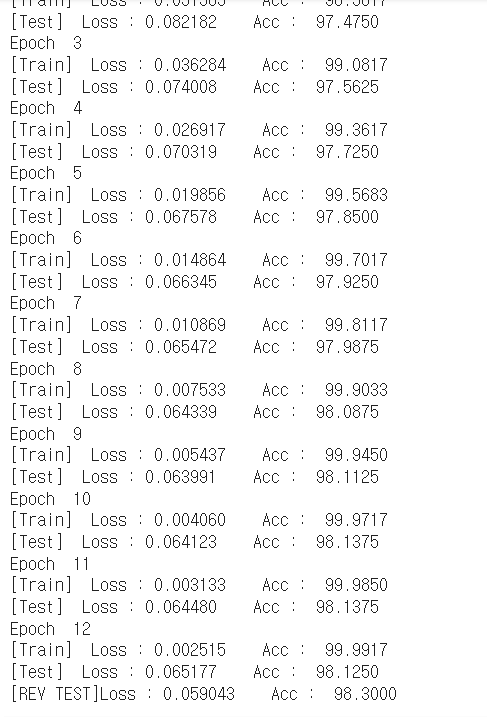 [Test] Loss : 0.082182 Acc : 97.4750
Epoch 3
[Train] Loss : 0.036284 Acc : 99.0817
[Test] Loss : 0.074008 Acc : 97.5625
Epoch 4
[Train] Loss : 0.026917 Acc : 99.3617
[Test] Loss : 0.070319 Acc : 97.7250
Epoch 5
[Train] Loss : 0.019856 Acc : 99.5683
[Test] Loss : 0.067578 Acc : 97.8500
Epoch 6
[Train] Loss : 0.014864 Acc : 99.7017
[Test] Loss : 0.066345 Acc : 97.9250
Epoch 7
[Train] Loss : 0.010869 Acc : 99.8117
[Test] Loss : 0.065472 Acc : 97.9875
Epoch 8
[Train] Loss : 0.007533 Acc : 99.9033
[Test] Loss : 0.064339 Acc : 98.0875
Epoch 9
[Train] Loss : 0.005437 Acc : 99.9450
[Test] Loss : 0.063991 Acc : 98.1125
Epoch 10
[Train] Loss : 0.004060 Acc : 99.9717
[Test] Loss : 0.064123 Acc : 98.1375
Epoch 11
[Train] Loss : 0.003133 Acc : 99.9850
[Test] Loss : 0.064480 Acc : 98.1375
Epoch 12
[Train] Loss : 0.002515 Acc : 99.9917
[Test] Loss : 0.065177 Acc : 98.1250
[REV TEST]Loss : 0.059043 Acc : 98.3000